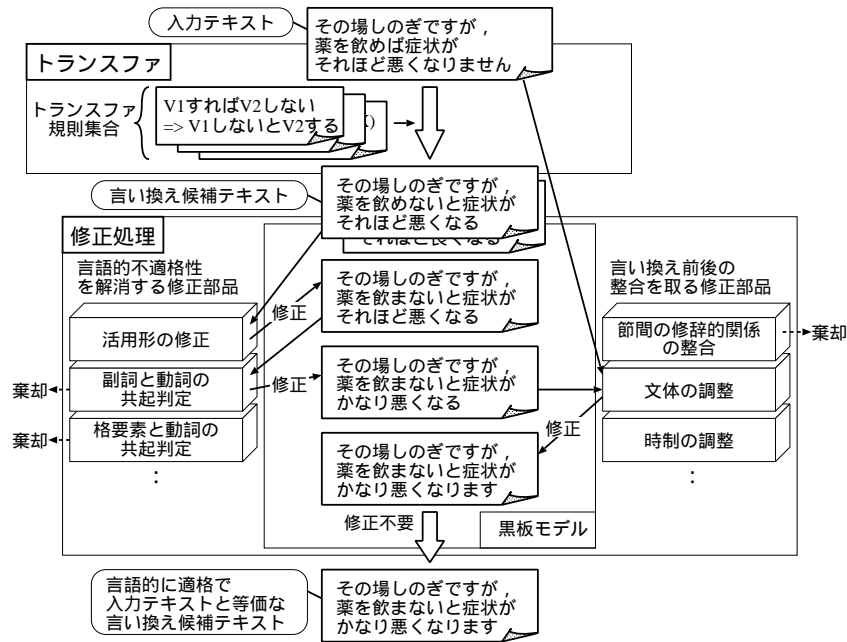 入力テキスト
その場しのぎですが，
薬を飲めば症状が
それほど悪くなりません
トランスファ
トランスファ
規則集合
V1すればV2しない
=> V1しないとV2する
言い換え候補テキスト
その場しのぎですが，
薬を飲めないと症状が
それほど悪くなる
修正処理
言語的不適格性
を解消する修正部品
言い換え前後の
整合を取る修正部品
その場しのぎですが，
薬を飲まないと症状が
それほど悪くなる
修正
活用形の修正
節間の修辞的関係
の整合
棄却
棄却
副詞と動詞の
共起判定
修正
その場しのぎですが，
薬を飲まないと症状が
かなり悪くなる
文体の調整
棄却
格要素と動詞の
共起判定
修正
時制の調整
：
その場しのぎですが，
薬を飲まないと症状が
かなり悪くなります
：
修正不要
黒板モデル
言語的に適格で
入力テキストと等価な
言い換え候補テキスト
その場しのぎですが，
薬を飲まないと症状が
かなり悪くなります